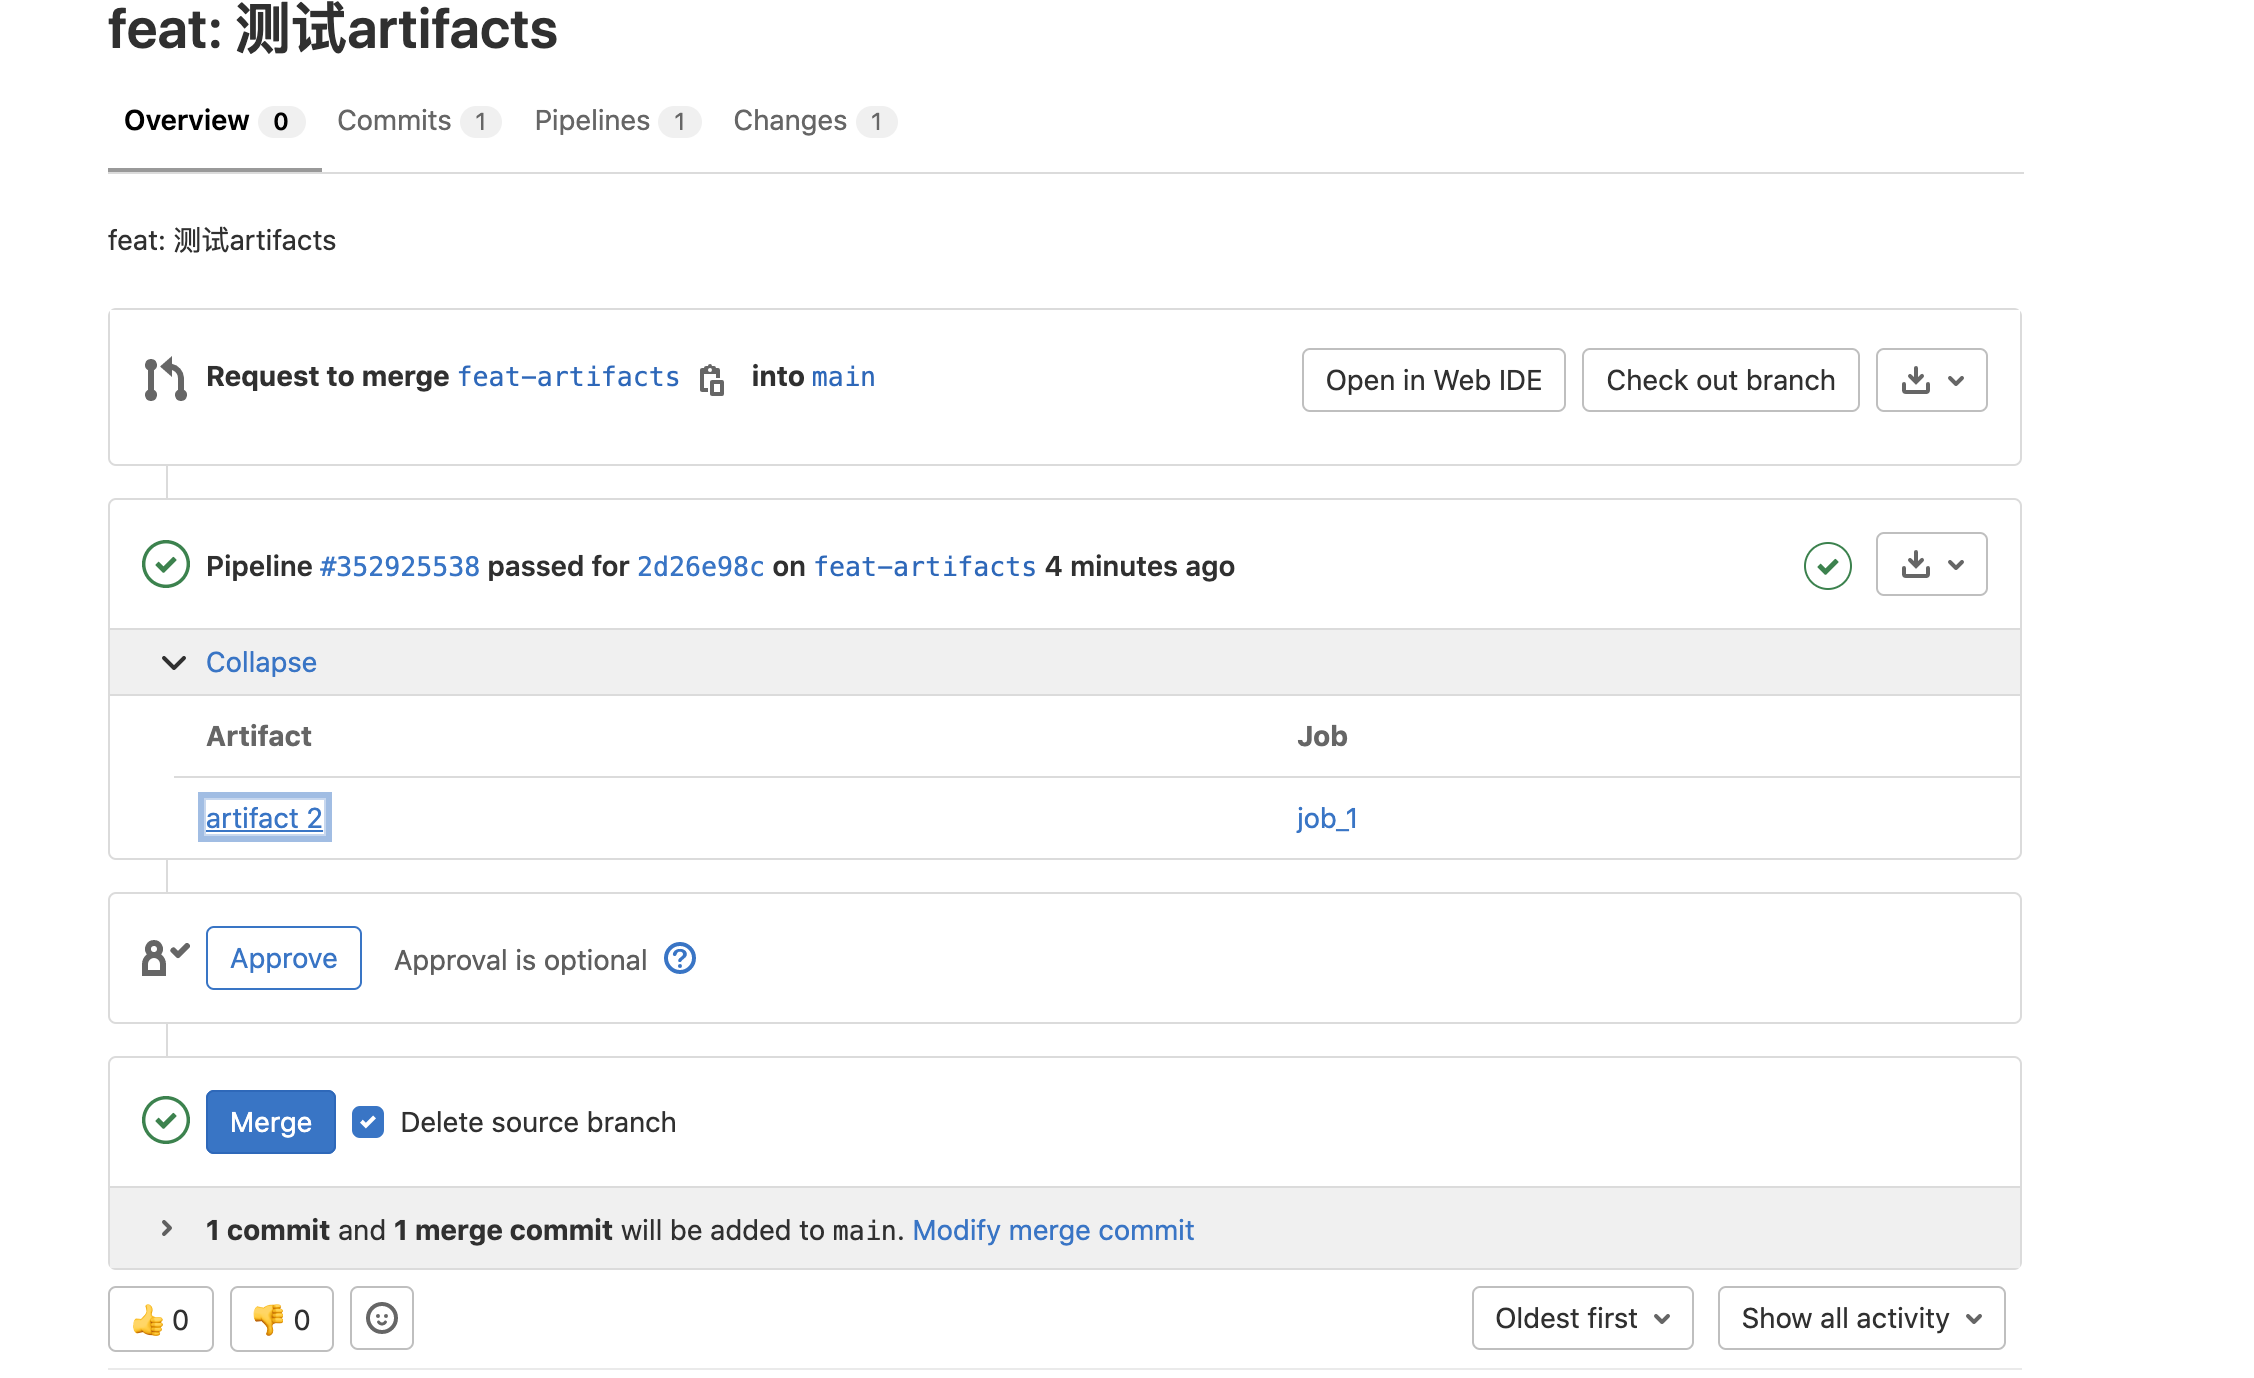 feat: 测试artifacts
Overview 0 Commits 1 Pipelines 1 Changes 1
feat: 测试artifacts
Request to merge feat-artifacts into main Open in Web IDE Check out branch
Pipeline #352925538 passed for 2d26e98c on feat-artifacts 4 minutes ago
Collapse
Artifact Job
artifact 2 job_1
Approve Approval is optional
Merge Delete source branch
1 commit and 1 merge commit will be added to main. Modify merge commit
0 0 Oldest first Show all activity